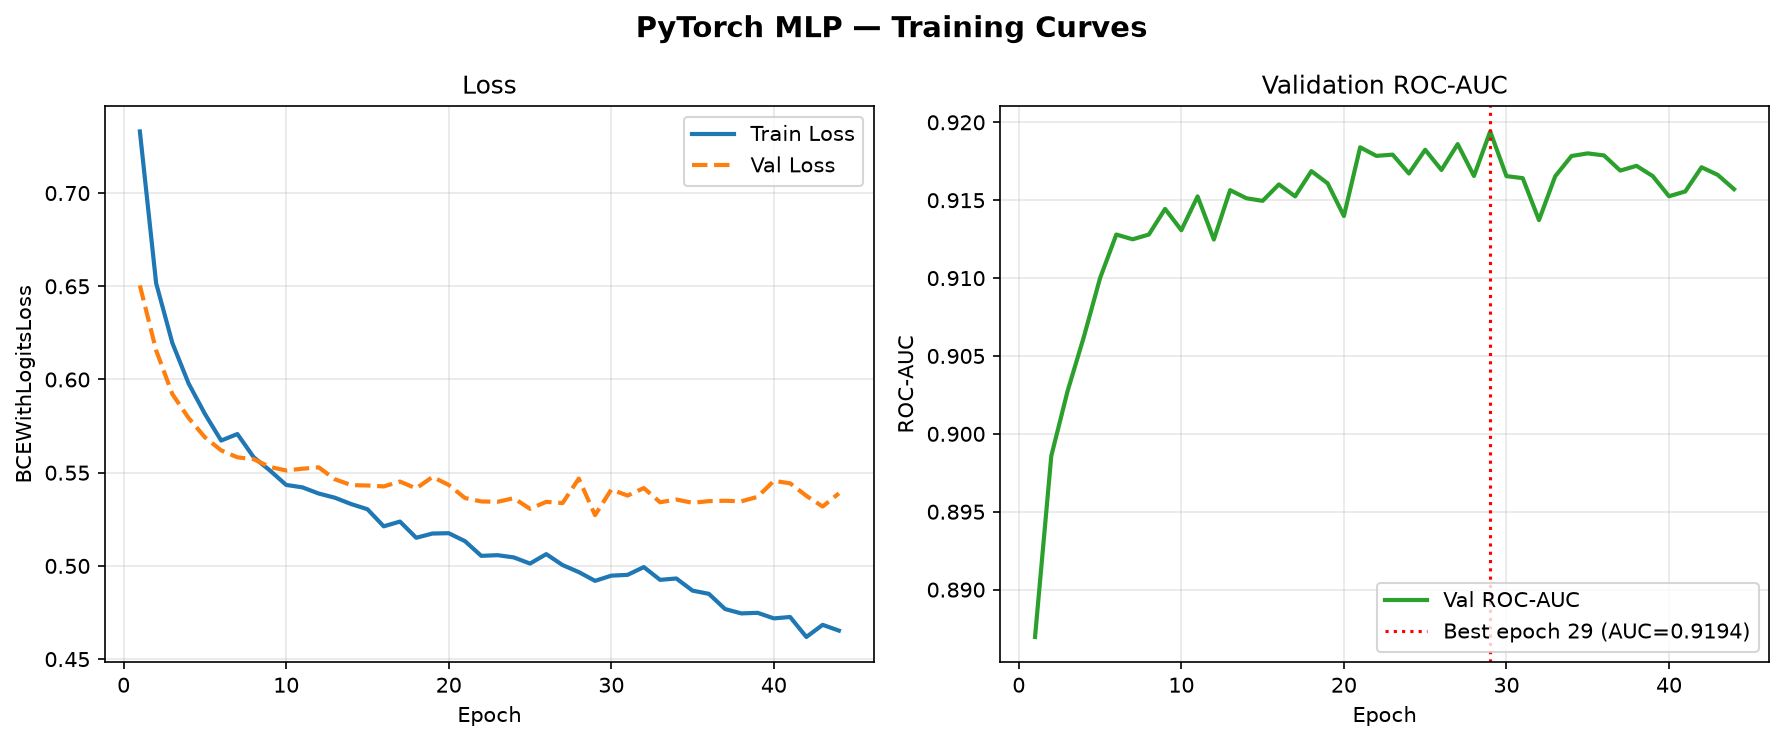 PyTorch MLP — Training Curves
Loss
BCEWithLogitsLoss
0.70
0.65
0.60
0.55
0.50
0.45
Train Loss
Val Loss
0 10 20 30 40
Epoch
Validation ROC-AUC
ROC-AUC
0.920
0.915
0.910
0.905
0.900
0.895
0.890
Val ROC-AUC
Best epoch 29 (AUC=0.9194)
0 10 20 30 40
Epoch